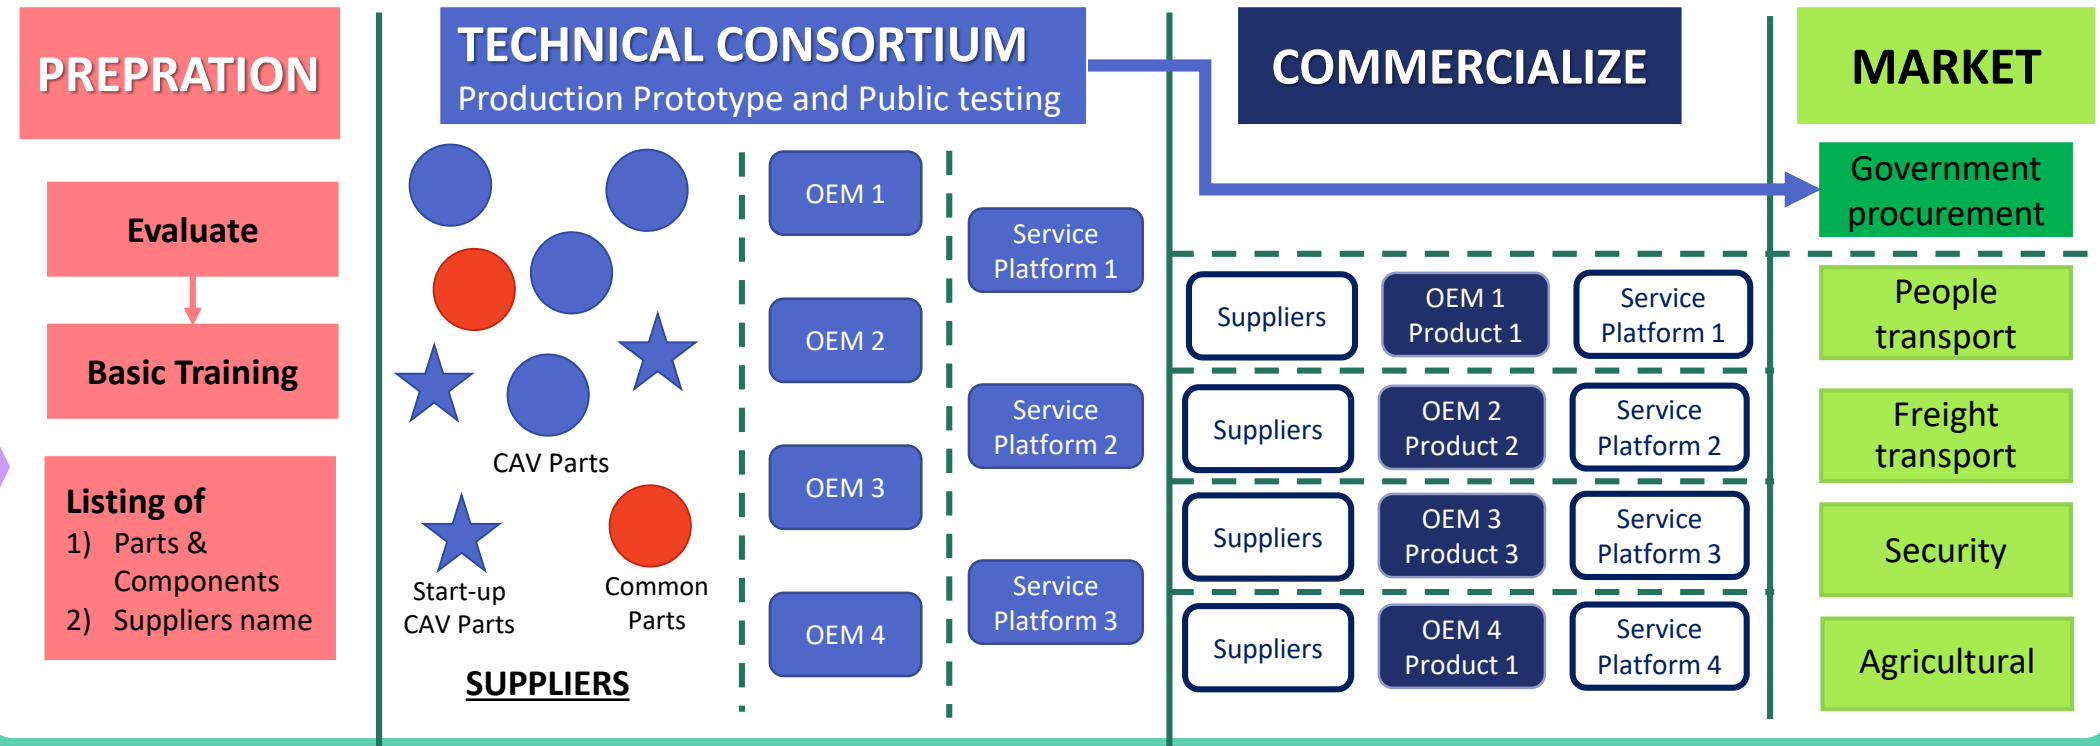 PREPRATION
Evaluate
Basic Training
Listing of
1) Parts &
Components
2) Suppliers name
TECHNICAL CONSORTIUM
Production Prototype and Public testing
CAV Parts
Start-up
CAV Parts
Common
Parts
SUPPLIERS
OEM 1
OEM 2
OEM 3
OEM 4
Service
Platform 1
Service
Platform 2
Service
Platform 3
COMMERCIALIZE
Suppliers
OEM 1
Product 1
Service
Platform 1
Suppliers
OEM 2
Product 2
Service
Platform 2
Suppliers
OEM 3
Product 3
Service
Platform 3
Suppliers
OEM 4
Product 1
Service
Platform 4
MARKET
Government
procurement
People
transport
Freight
transport
Security
Agricultural